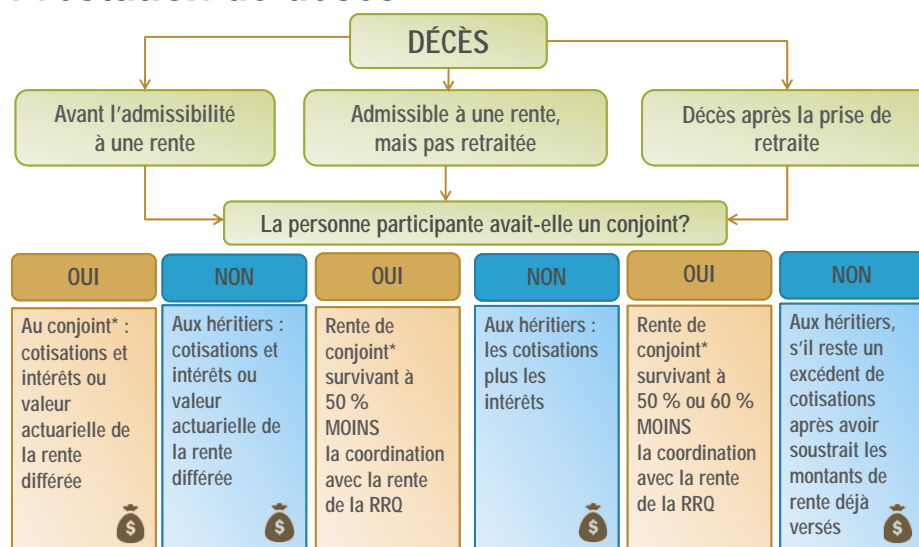 DÉCÈS
Avant l'admissibilité
à une rente
Admissible à une rente,
mais pas retraitée
Décès après la prise de
retraite
La personne participante avait-elle un conjoint?
OUI
Au conjoint* :
cotisations et
intérêts ou
valeur
actuarielle de
la rente
différée
NON
Aux héritiers :
cotisations et
intérêts ou
valeur
actuarielle de
la rente
différée
OUI
Rente de
conjoint*
survivant à
50 %
MOINS
la coordination
avec la rente
de la RRQ
NON
Aux héritiers :
les cotisations
plus les
intérêts
OUI
Rente de
conjoint*
survivant à
50 % ou 60 %
MOINS
la coordination
avec la rente
de la RRQ
NON
Aux héritiers,
s'il reste un
excédent de
cotisations
après avoir
soustrait les
montants de
rente déjà
versés
$
$
$
$